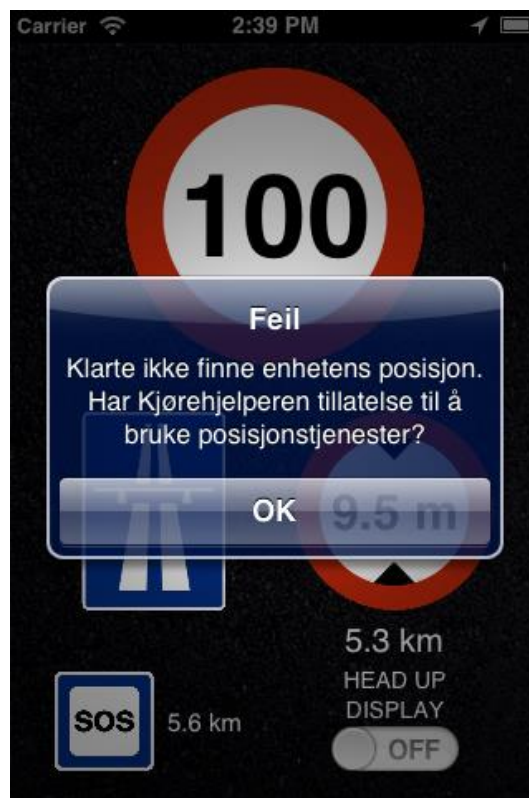 Carrier 2:39 PM
100
Feil
Klarte ikke finne enhetens posisjon.
Har Kjørehjelperen tillatelse til å
bruke posisjonstjenester?
OK
9.5 m
5.3 km
SOS 5.6 km
HEAD UP
DISPLAY
OFF